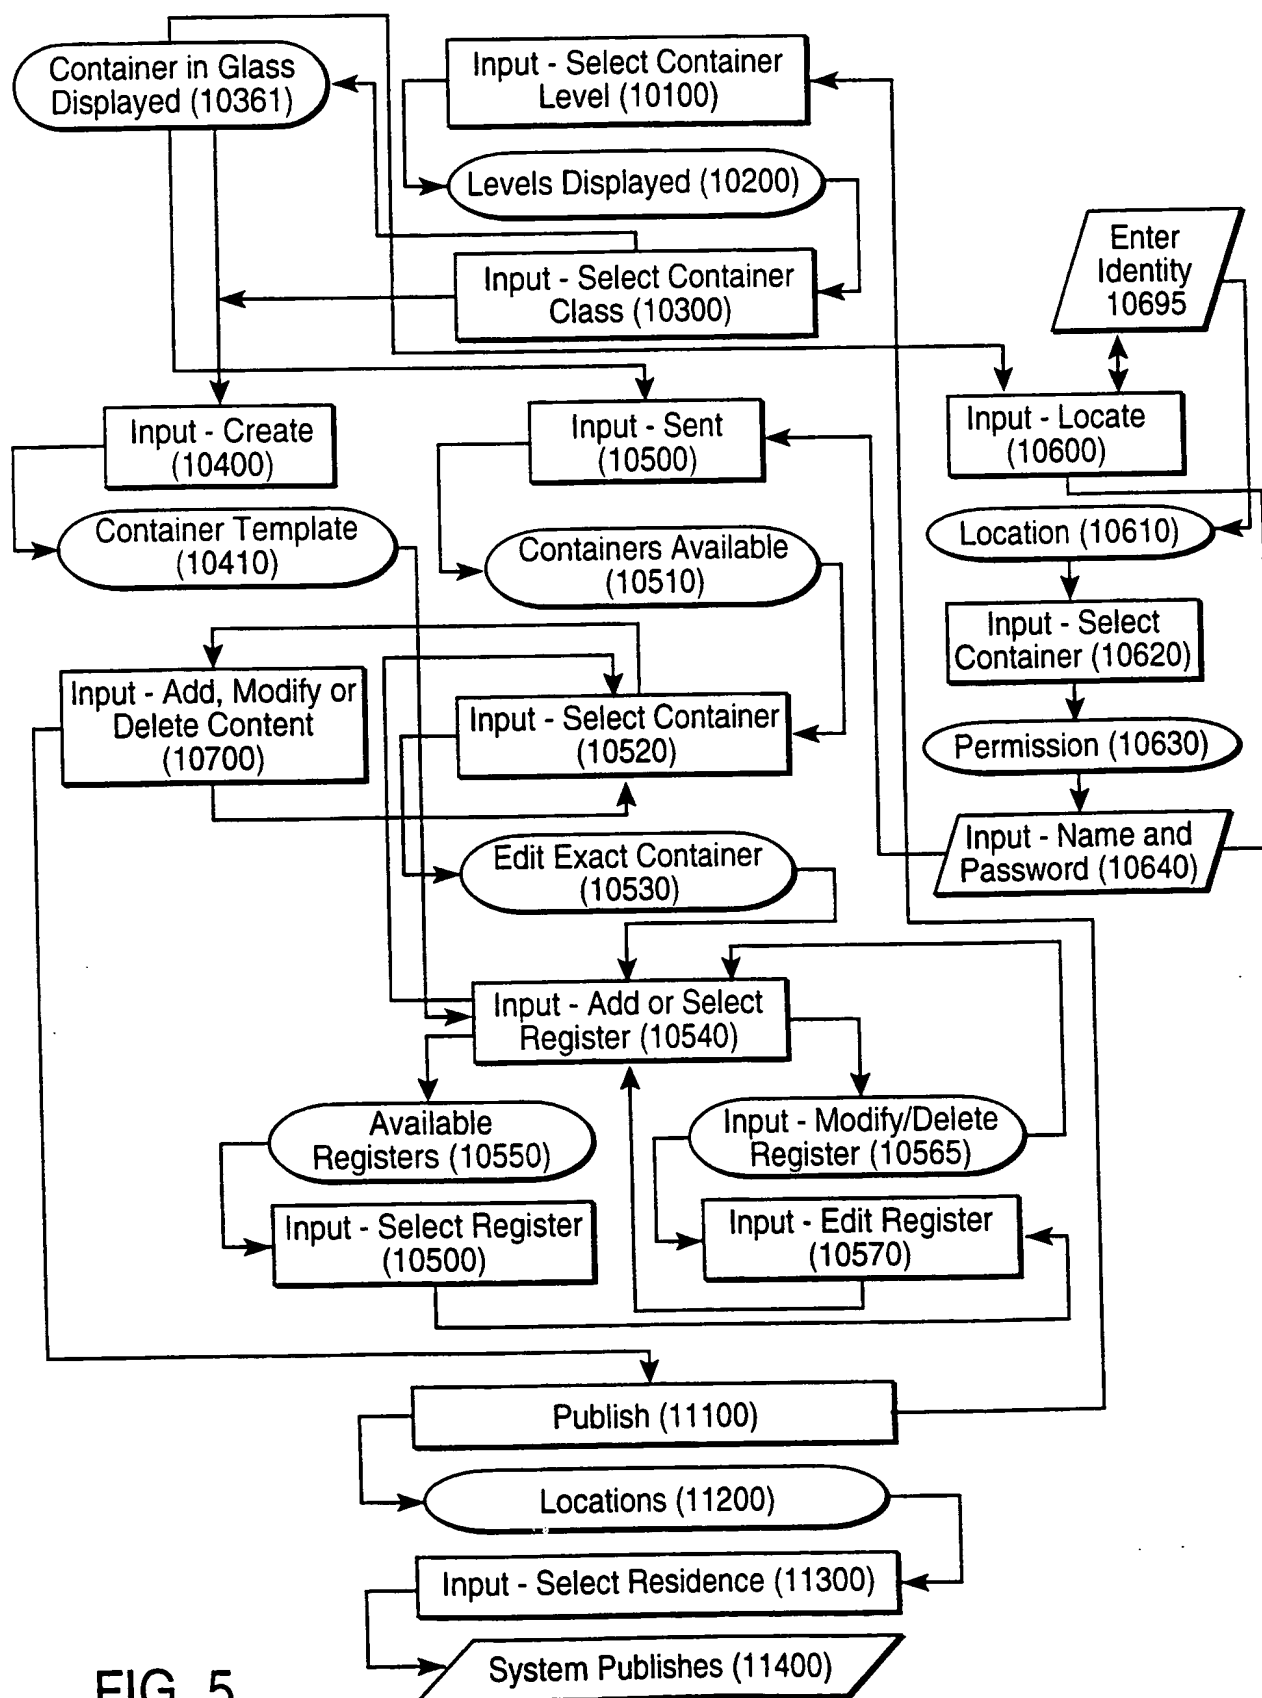 Container in Glass
Displayed (10361)
Input - Select Container
Level (10100)
Levels Displayed (10200)
Input - Select Container
Class (10300)
Enter
Identity
10695
Input - Create
(10400)
Input - Sent
(10500)
Input - Locate
(10600)
Container Template
(10410)
Containers Available
(10510)
Location (10610)
Input - Select
Container (10620)
Input - Add, Modify or
Delete Content
(10700)
Input - Select Container
(10520)
Permission (10630)
Input - Name and
Password (10640)
Edit Exact Container
(10530)
Input - Add or Select
Register (10540)
Available
Registers (10550)
Input - Modify/Delete
Register (10565)
Input - Select Register
(10500)
Input - Edit Register
(10570)
Publish (11100)
Locations (11200)
Input - Select Residence (11300)
System Publishes (11400)
FIG. 5